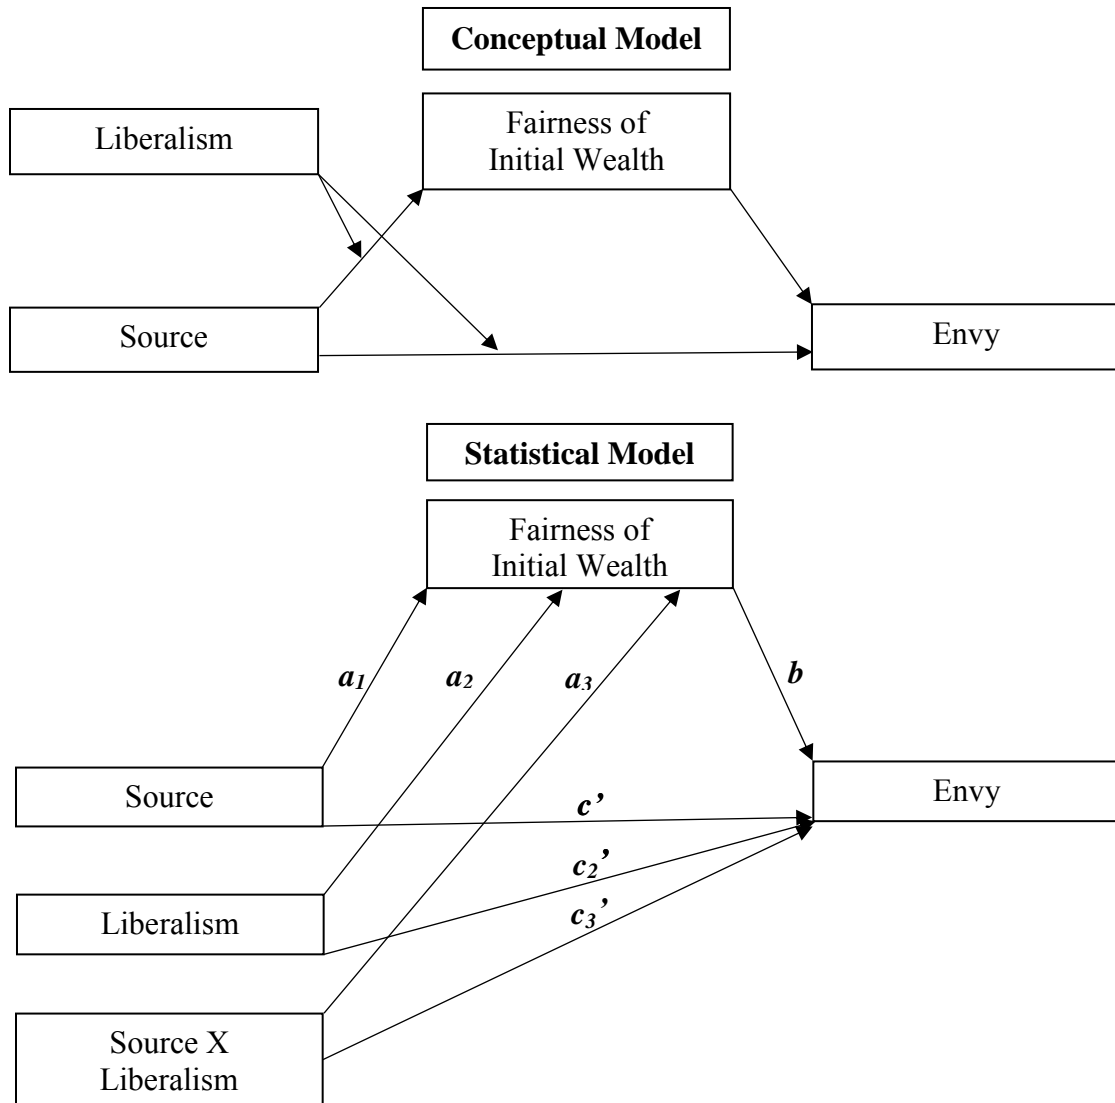 Conceptual Model
Liberalism
Fairness of
Initial Wealth
Source
Envy
Statistical Model
Fairness of
Initial Wealth
a1
a2
a3
b
Source
c’
Envy
c2’
Liberalism
c3’
Source X
Liberalism